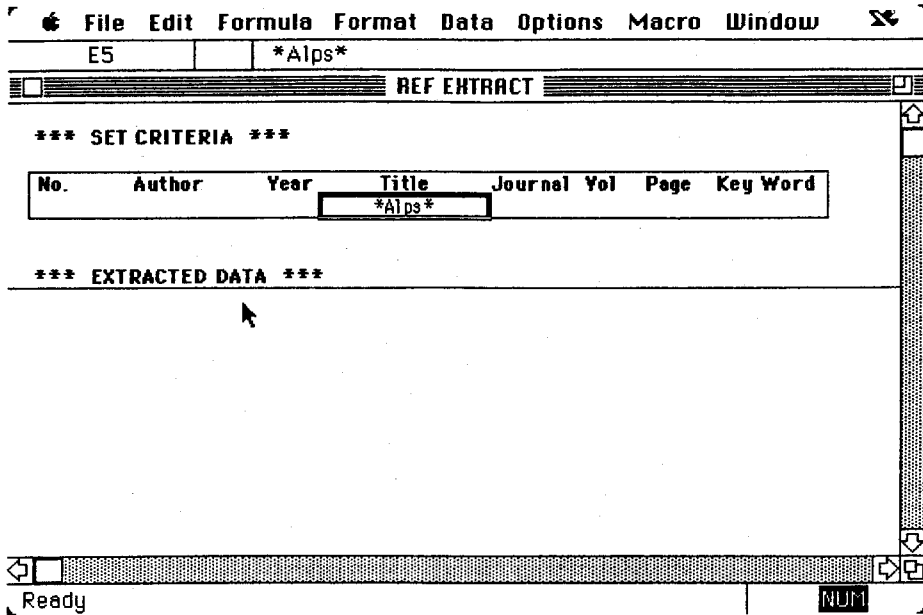 File Edit Formula Format Data Options Macro Window
E5 *Alps*
REF EXTRACT
*** SET CRITERIA ***
No. Author Year Title Journal Vol Page Key Word
*Alps*
*** EXTRACTED DATA ***
Ready NUM